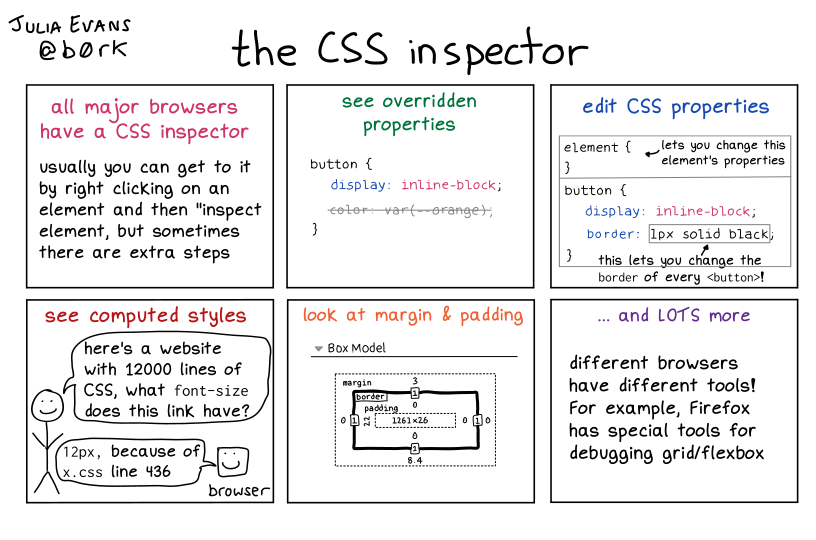 JULIA EVANS
@b0rk
the CSS inspector
all major browsers
have a CSS inspector
usually you can get to it
by right clicking on an
element and then "inspect
element, but sometimes
there are extra steps
see overridden
properties
button {
display: inline-block;
color: var(--orange);
}
edit CSS properties
element {
}
lets you change this
element's properties
button {
display: inline-block;
border: 1px solid black;
}
this lets you change the
border of every <button>!
see computed styles
here's a website
with 12000 lines of
CSS, what font-size
does this link have?
12px, because of
x.css line 436
browser
look at margin & padding
Box Model
margin
3
border
1
padding
0
0
1
22
1261×26
1
0
0
1
8.4
... and LOTS more
different browsers
have different tools!
For example, Firefox
has special tools for
debugging grid/flexbox